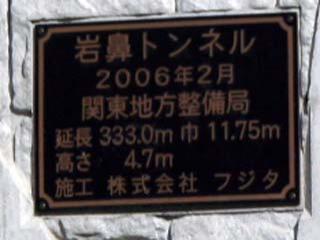 岩鼻トンネル
2006年2月
関東地方整備局
延長 333.0m 巾 11.75m
高さ 4.7m
施工 株式会社 フジタ